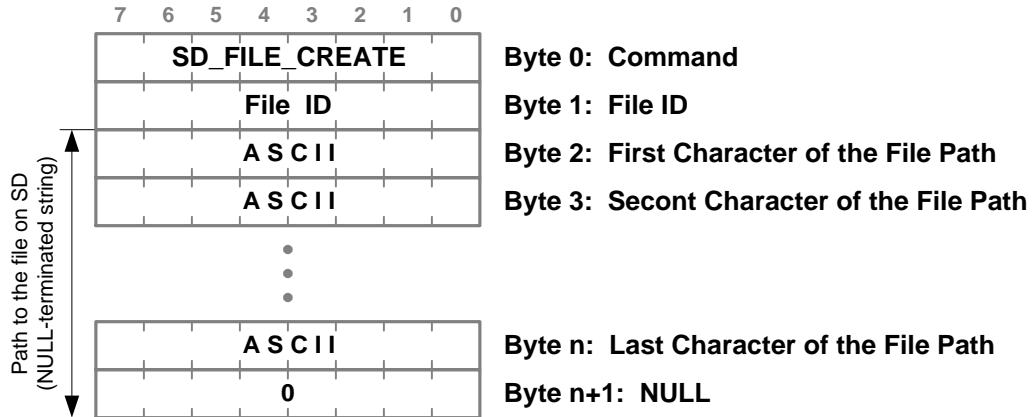 7 6 5 4 3 2 1 0
SD_FILE_CREATE Byte 0: Command
File ID Byte 1: File ID
A S C I I Byte 2: First Character of the File Path
A S C I I Byte 3: Secont Character of the File Path
Path to the file on SD
(NULL-terminated string)
A S C I I Byte n: Last Character of the File Path
0 Byte n+1: NULL